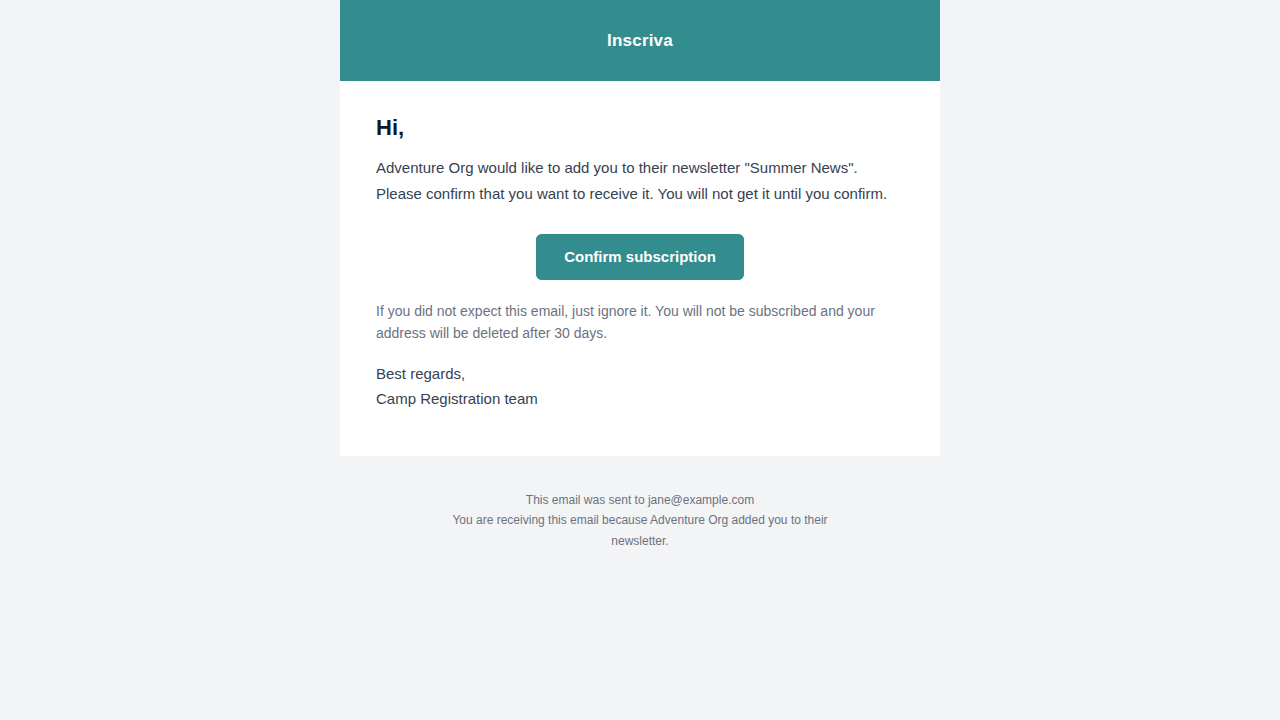 Inscriva
Hi,
Adventure Org would like to add you to their newsletter "Summer News".
Please confirm that you want to receive it. You will not get it until you confirm.
Confirm subscription
If you did not expect this email, just ignore it. You will not be subscribed and your
address will be deleted after 30 days.
Best regards,
Camp Registration team
This email was sent to jane@example.com
You are receiving this email because Adventure Org added you to their
newsletter.